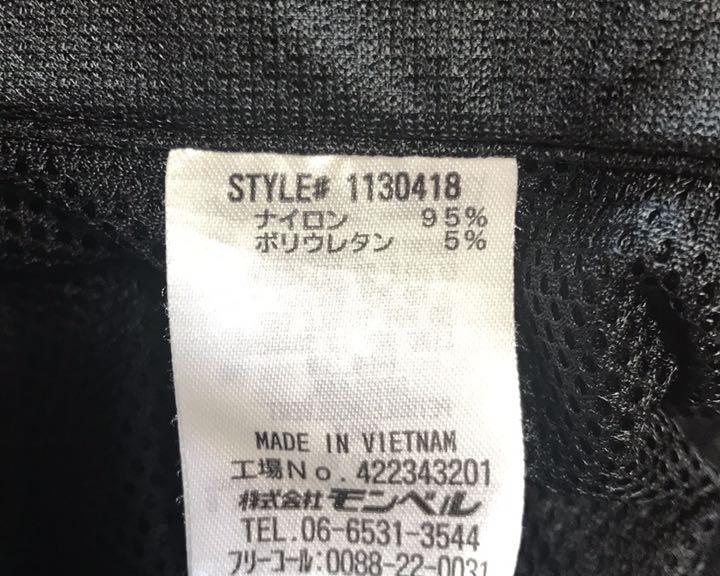 STYLE# 1130418
ナイロン 95%
ポリウレタン 5%
MADE IN VIETNAM
工場No.422343201
株式会社 モンベル
TEL.06-6531-3544
フリーコール:0088-22-0031